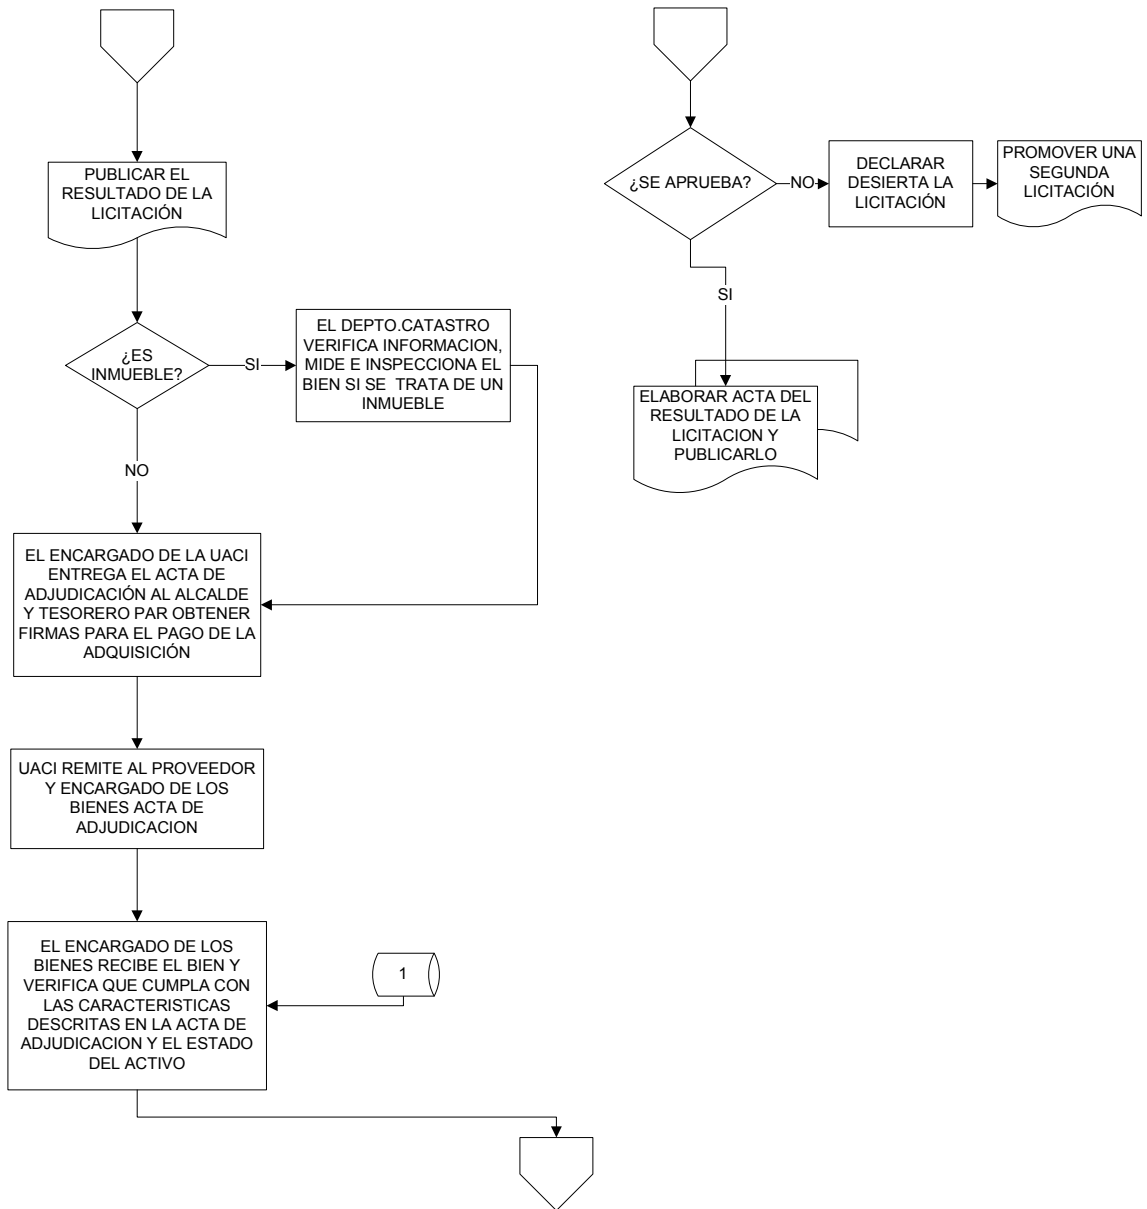 PUBLICAR EL
RESULTADO DE LA
LICITACIÓN
¿ES
INMUEBLE?
SI
EL DEPTO.CATASTRO
VERIFICA INFORMACION,
MIDE E INSPECCIONA EL
BIEN SI SE TRATA DE UN
INMUEBLE
NO
EL ENCARGADO DE LA UACI
ENTREGA EL ACTA DE
ADJUDICACIÓN AL ALCALDE
Y TESORERO PAR OBTENER
FIRMAS PARA EL PAGO DE LA
ADQUISICIÓN
UACI REMITE AL PROVEEDOR
Y ENCARGADO DE LOS
BIENES ACTA DE
ADJUDICACION
EL ENCARGADO DE LOS
BIENES RECIBE EL BIEN Y
VERIFICA QUE CUMPLA CON
LAS CARACTERISTICAS
DESCRITAS EN LA ACTA DE
ADJUDICACION Y EL ESTADO
DEL ACTIVO
1
¿SE APRUEBA?
NO
DECLARAR
DESIERTA LA
LICITACIÓN
PROMOVER UNA
SEGUNDA
LICITACIÓN
SI
ELABORAR ACTA DEL
RESULTADO DE LA
LICITACION Y
PUBLICARLO